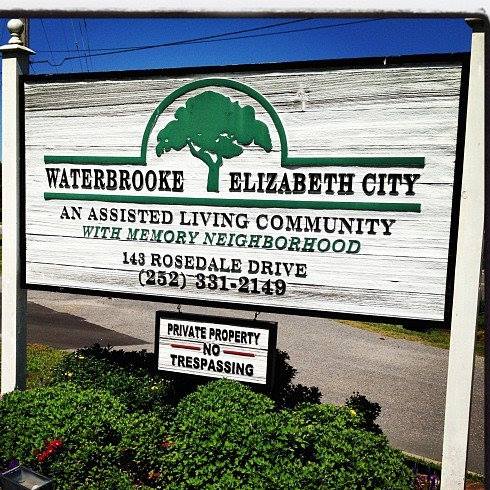 WATERBROOKE ELIZABETH CITY
AN ASSISTED LIVING COMMUNITY
WITH MEMORY NEIGHBORHOOD
143 ROSEDALE DRIVE
(252) 331-2149
PRIVATE PROPERTY
NO
TRESPASSING